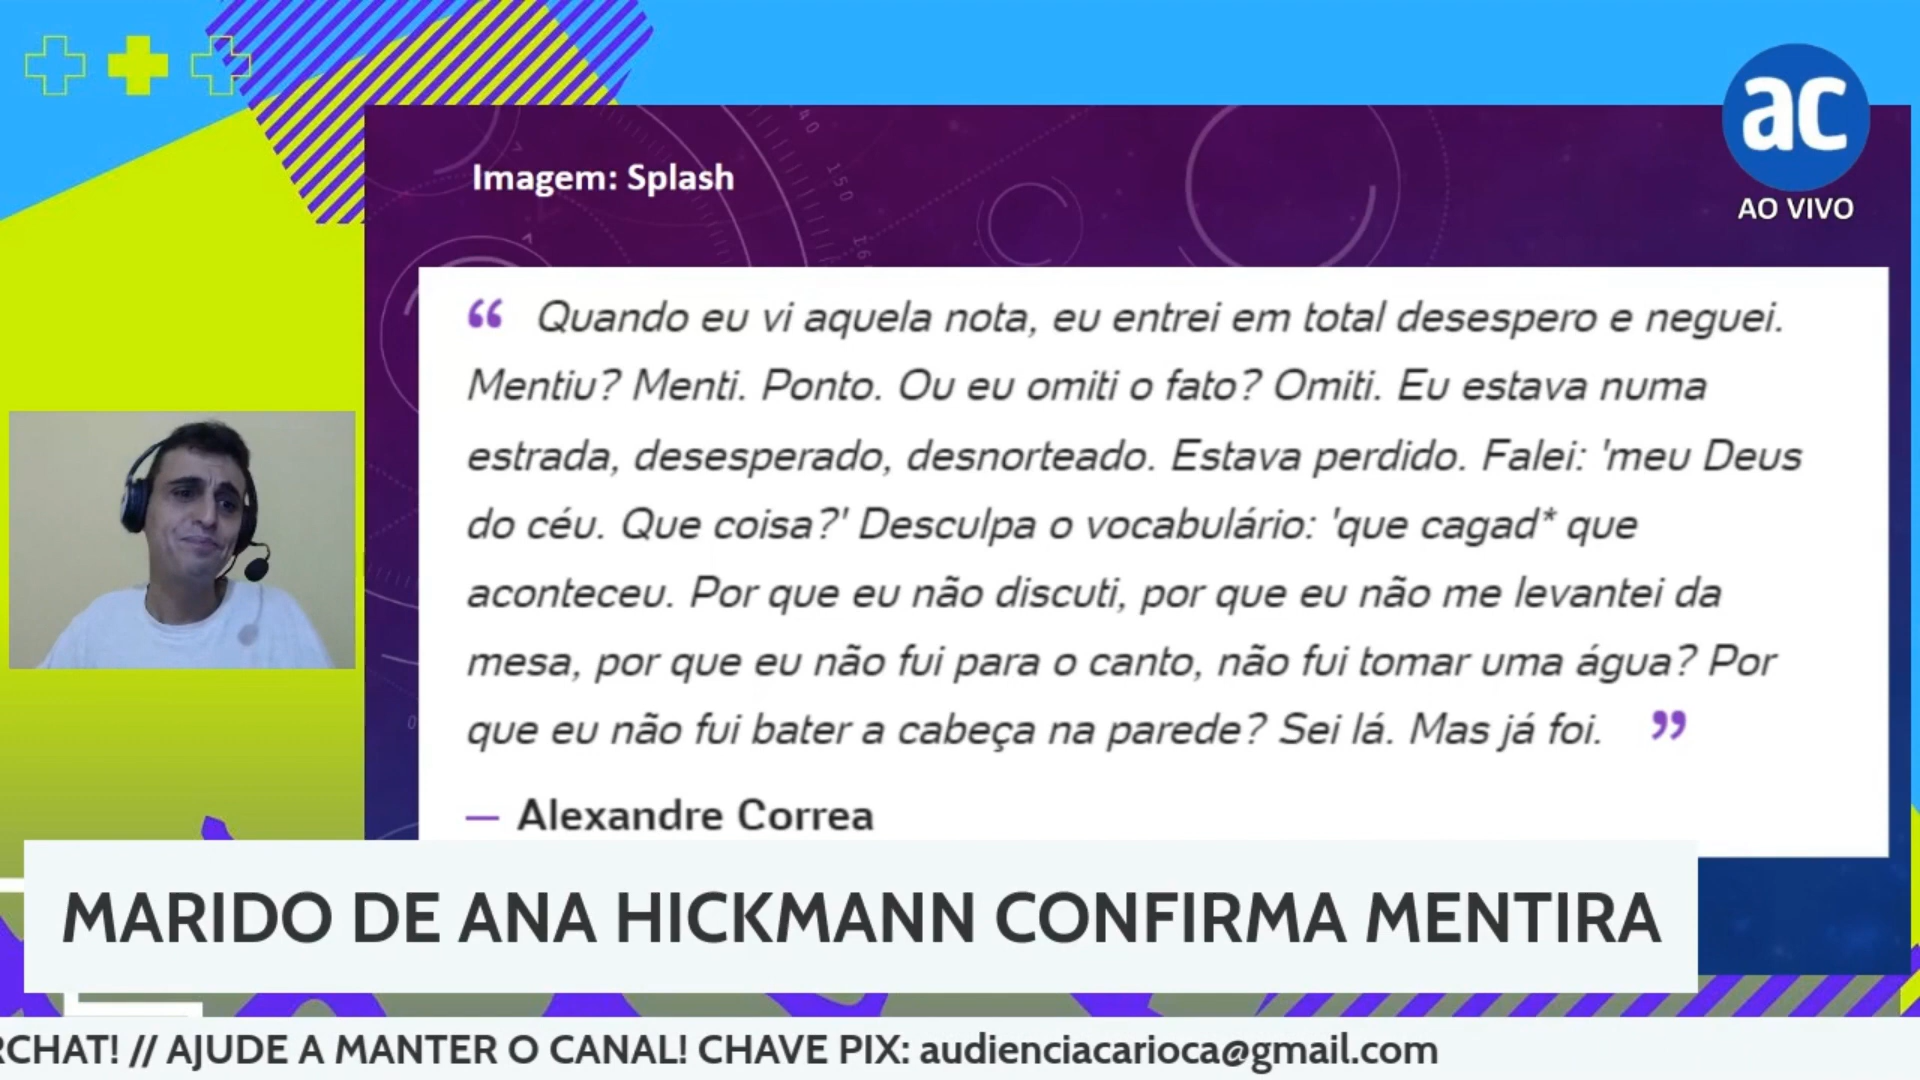 ac
AO VIVO
Imagem: Splash
“ Quando eu vi aquela nota, eu entrei em total desespero e neguei.
Mentiu? Menti. Ponto. Ou eu omiti o fato? Omiti. Eu estava numa
estrada, desesperado, desnorteado. Estava perdido. Falei: 'meu Deus
do céu. Que coisa?' Desculpa o vocabulário: 'que cagad* que
aconteceu. Por que eu não discuti, por que eu não me levantei da
mesa, por que eu não fui para o canto, não fui tomar uma água? Por
que eu não fui bater a cabeça na parede? Sei lá. Mas já foi. ”
— Alexandre Correa
MARIDO DE ANA HICKMANN CONFIRMA MENTIRA
RCHAT! // AJUDE A MANTER O CANAL! CHAVE PIX: audienciacarioca@gmail.com